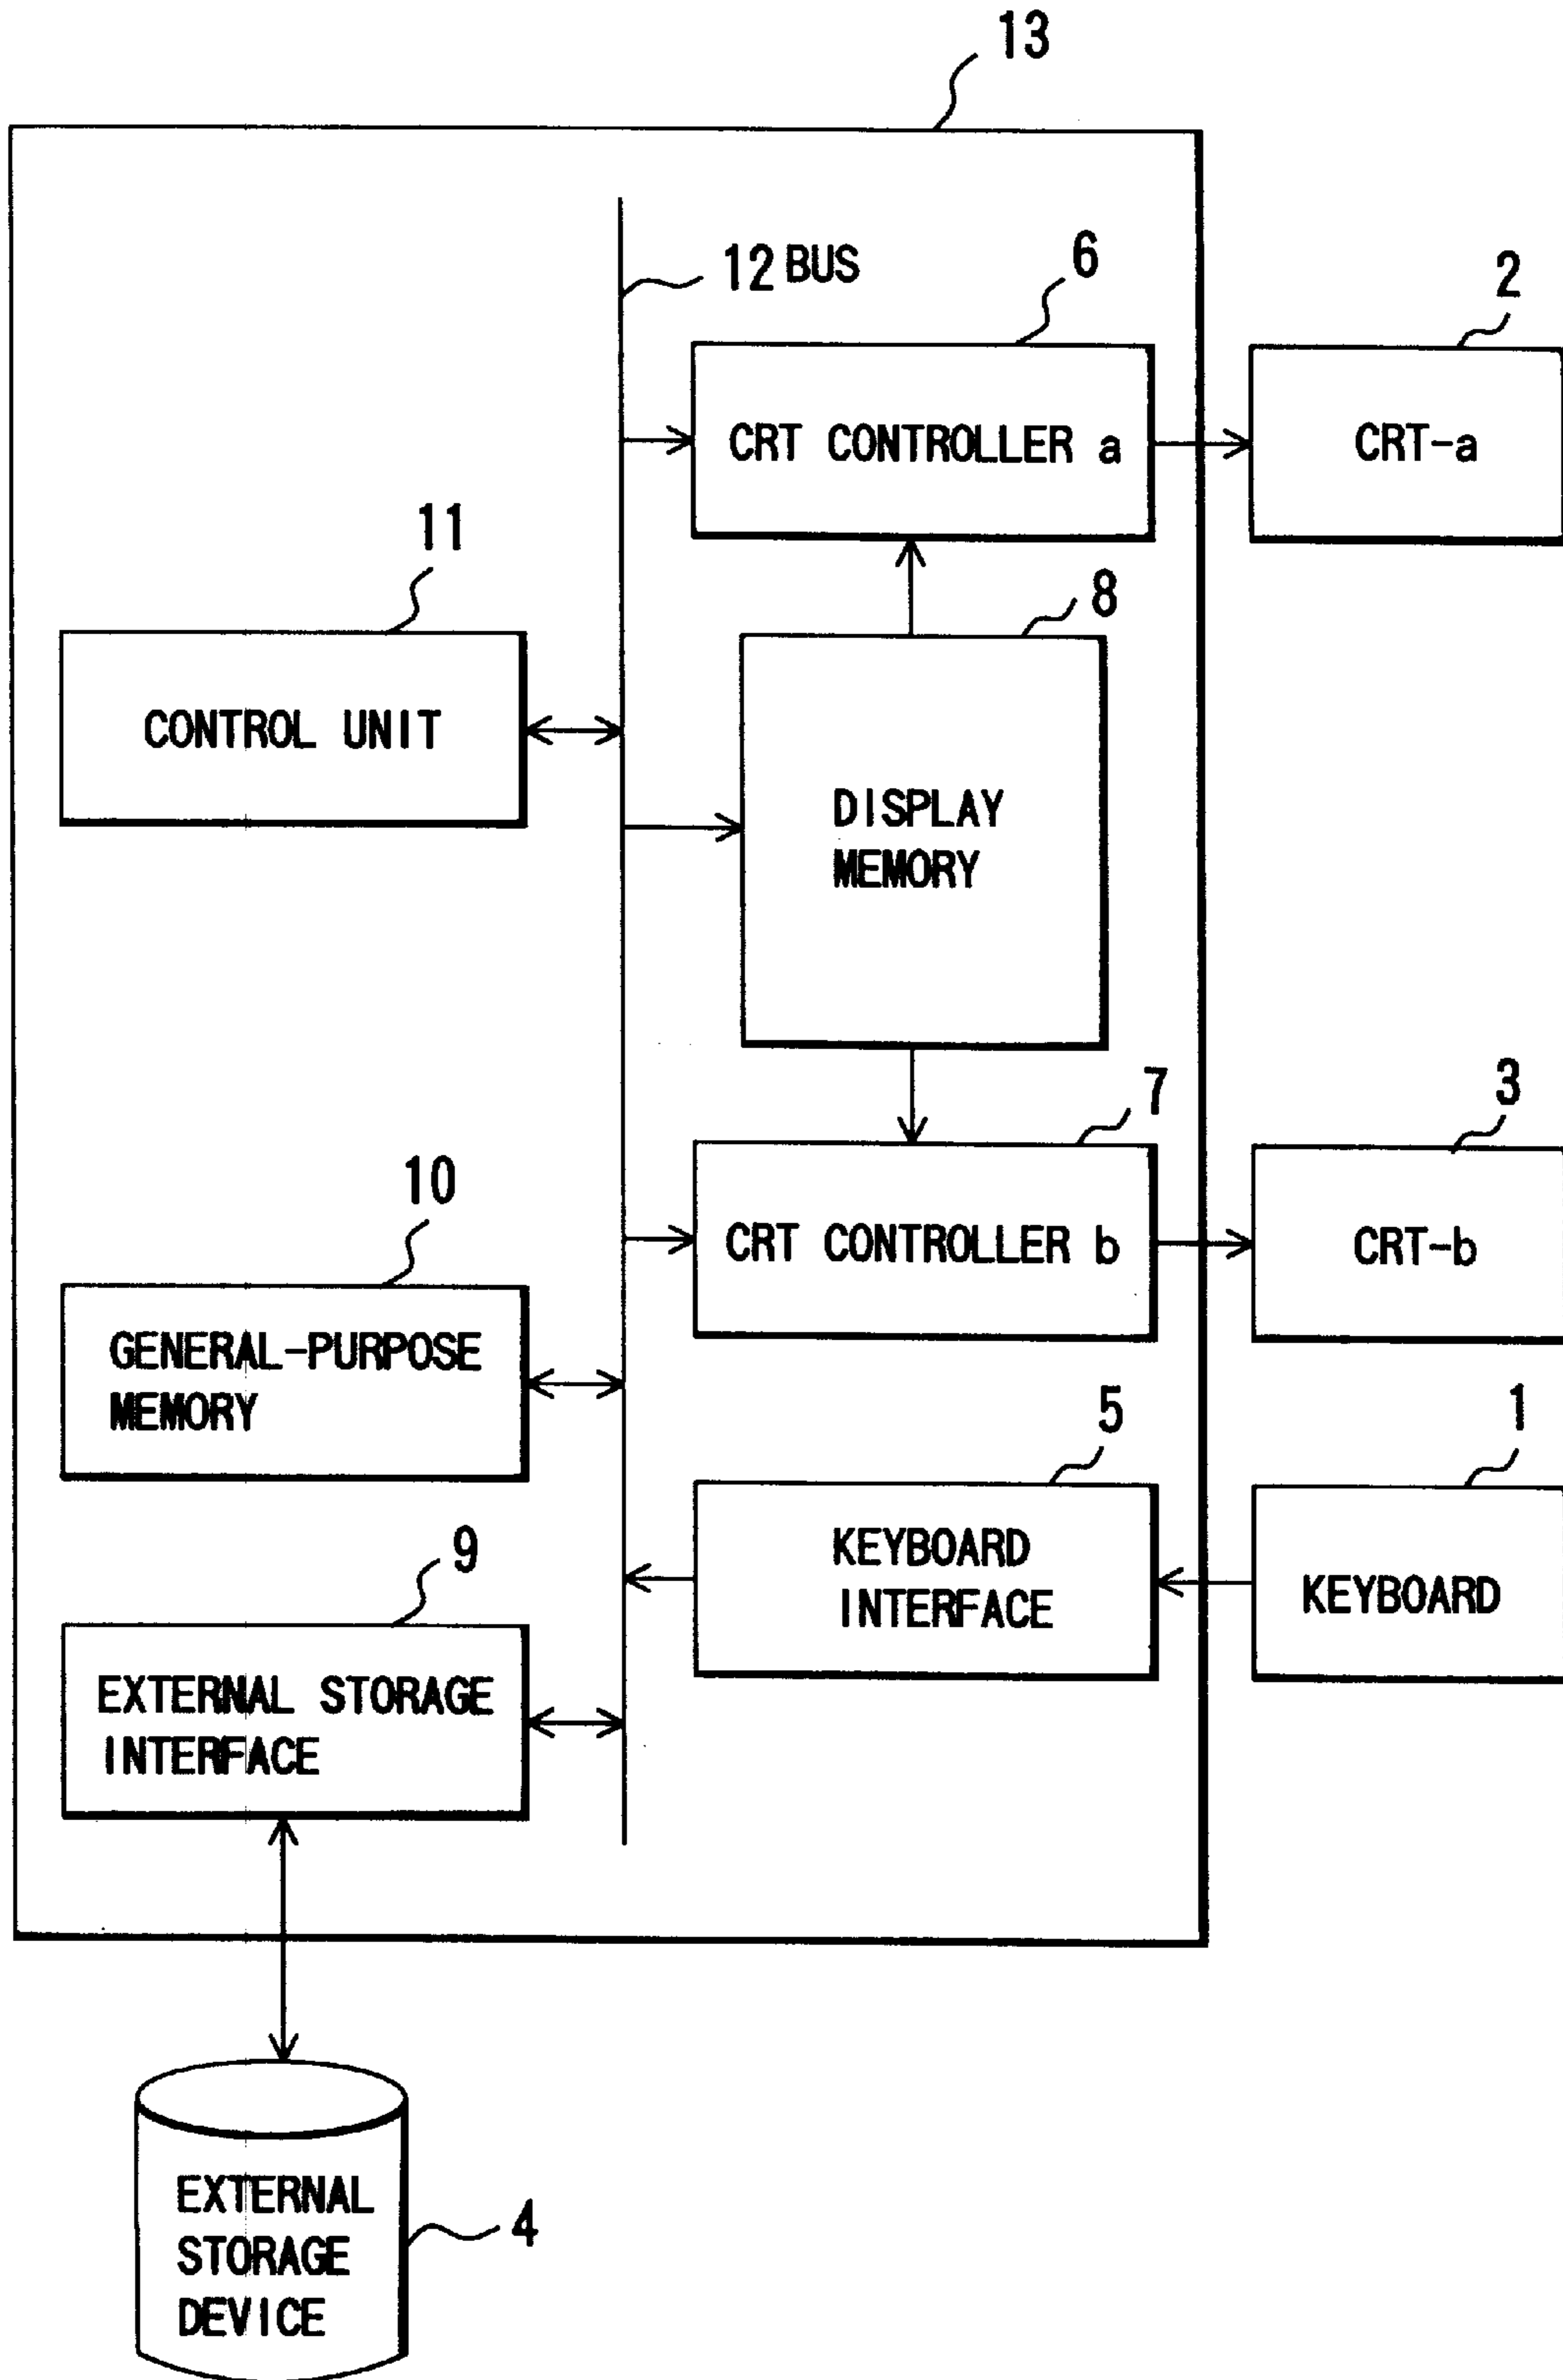 13
12 BUS
6
2
CRT CONTROLLER a
CRT-a
11
8
CONTROL UNIT
DISPLAY
MEMORY
7
3
10
CRT CONTROLLER b
CRT-b
GENERAL-PURPOSE
MEMORY
5
1
9
KEYBOARD
INTERFACE
KEYBOARD
EXTERNAL STORAGE
INTERFACE
EXTERNAL
STORAGE
DEVICE
4